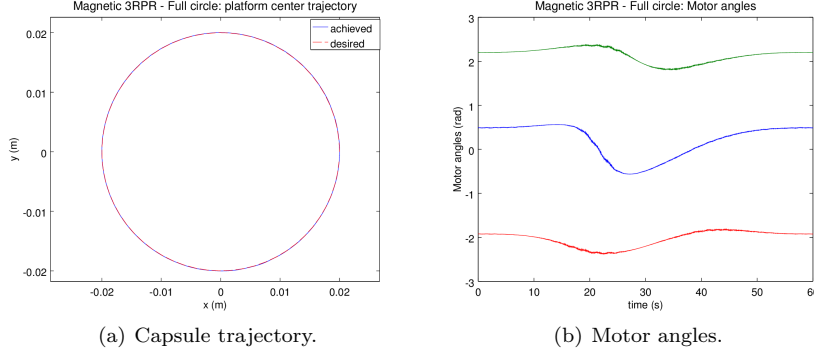 Magnetic 3RPR - Full circle: platform center trajectory
achieved
desired
0.02
0.01
0
-0.01
-0.02
y (m)
-0.02
-0.01
0
0.01
0.02
x (m)
(a) Capsule trajectory.
Magnetic 3RPR - Full circle: Motor angles
3
2
1
0
-1
-2
-3
Motor angles (rad)
0
10
20
30
40
50
60
time (s)
(b) Motor angles.